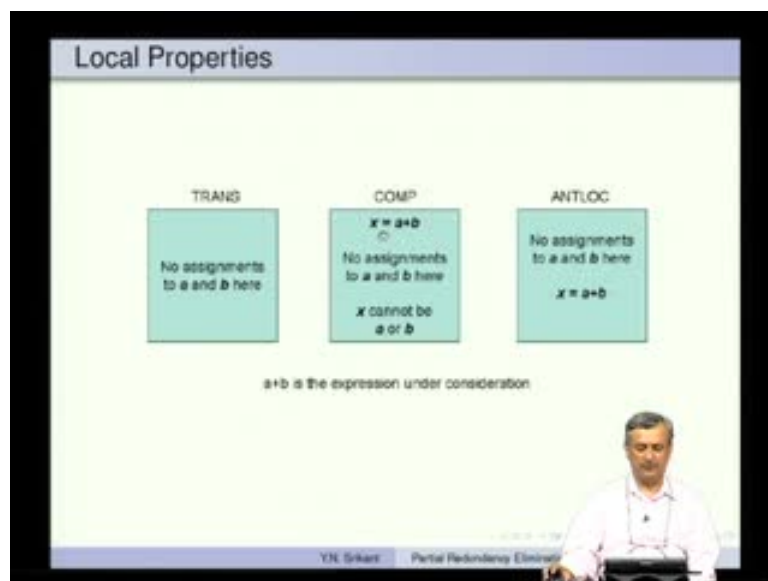 Local Properties
TRANS
COMP
ANTLOC
No assignments
to a and b here
x = a+b
No assignments
to a and b here
x cannot be
a or b
No assignments
to a and b here
x = a+b
a+b is the expression under consideration
Y.N. Srikant
Partial Redundancy